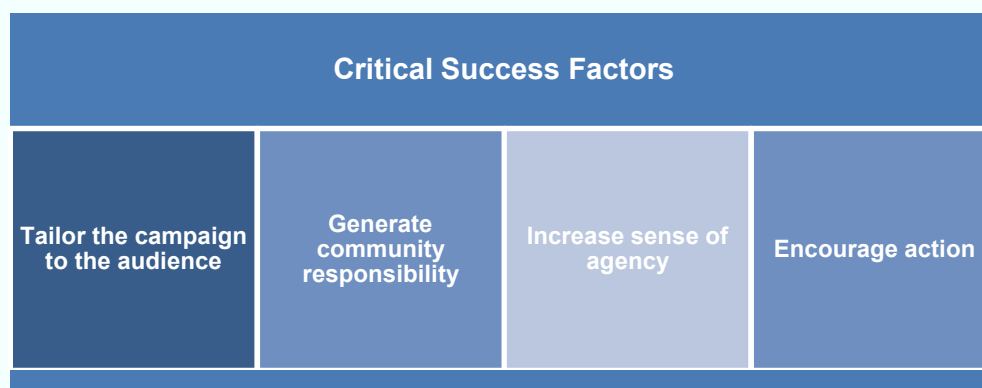 Critical Success Factors
Tailor the campaign
to the audience
Generate
community
responsibility
Increase sense of
agency
Encourage action